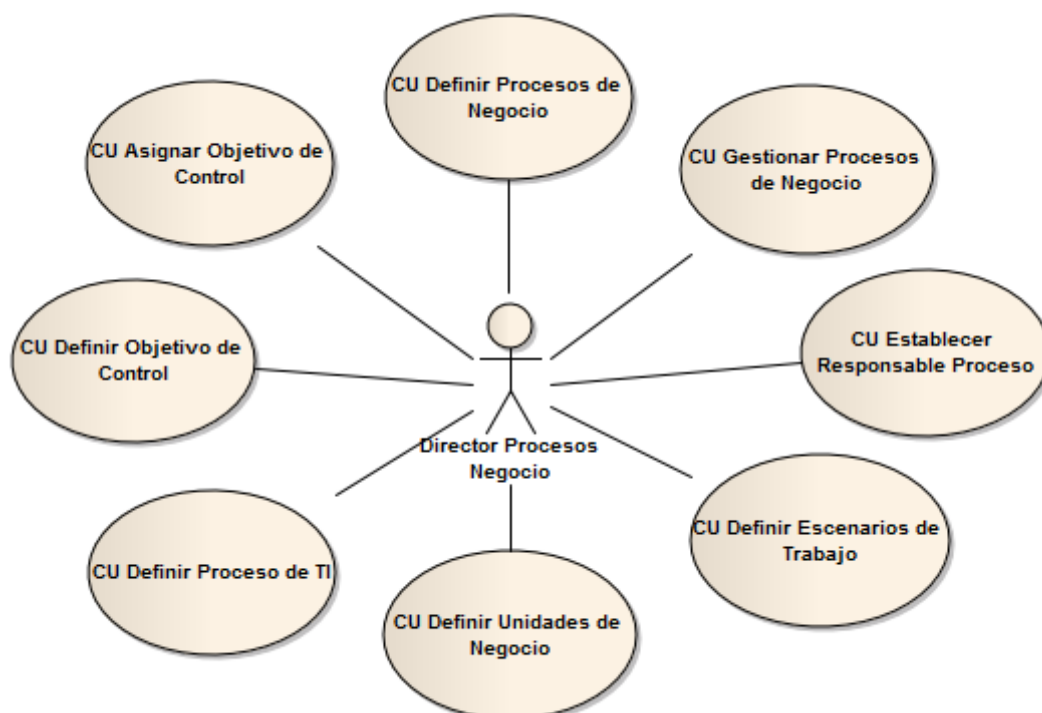 CU Definir Procesos de
Negocio
CU Asignar Objetivo de
Control
CU Gestionar Procesos
de Negocio
CU Definir Objetivo de
Control
CU Establecer
Responsable Proceso
Director Procesos
Negocio
CU Definir Escenarios de
Trabajo
CU Definir Proceso de TI
CU Definir Unidades de
Negocio